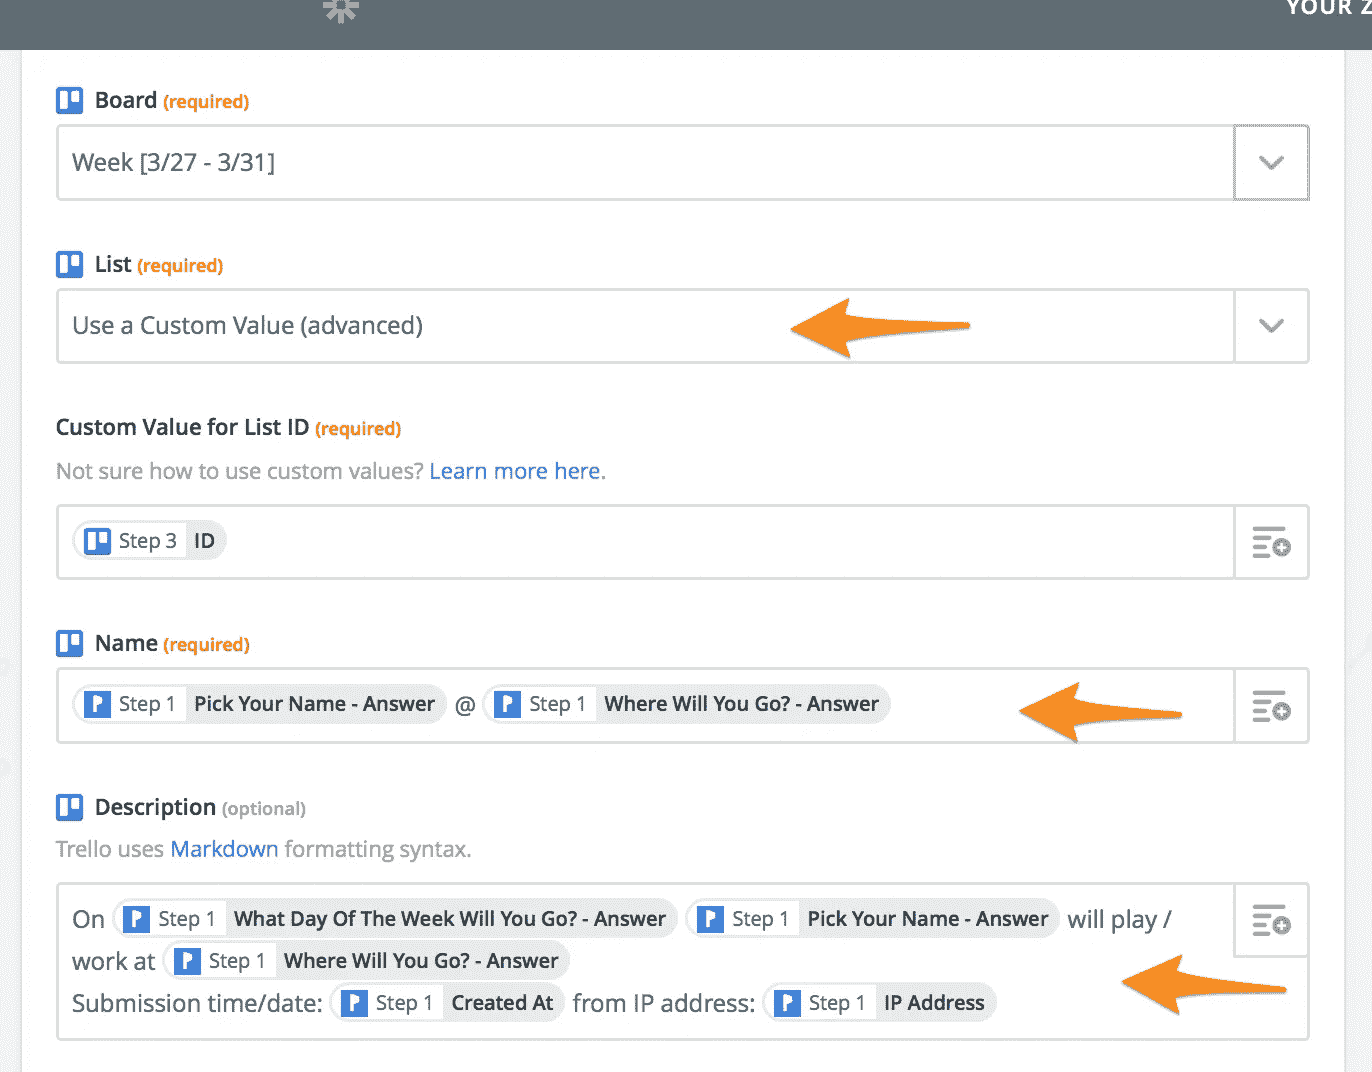 YOUR Z
Board (required)
Week [3/27 - 3/31]
List (required)
Use a Custom Value (advanced)
Custom Value for List ID (required)
Not sure how to use custom values? Learn more here.
Step 3 ID
Name (required)
P Step 1 Pick Your Name - Answer @ P Step 1 Where Will You Go? - Answer
Description (optional)
Trello uses Markdown formatting syntax.
On P Step 1 What Day Of The Week Will You Go? - Answer P Step 1 Pick Your Name - Answer will play /
work at P Step 1 Where Will You Go? - Answer
Submission time/date: P Step 1 Created At from IP address: P Step 1 IP Address